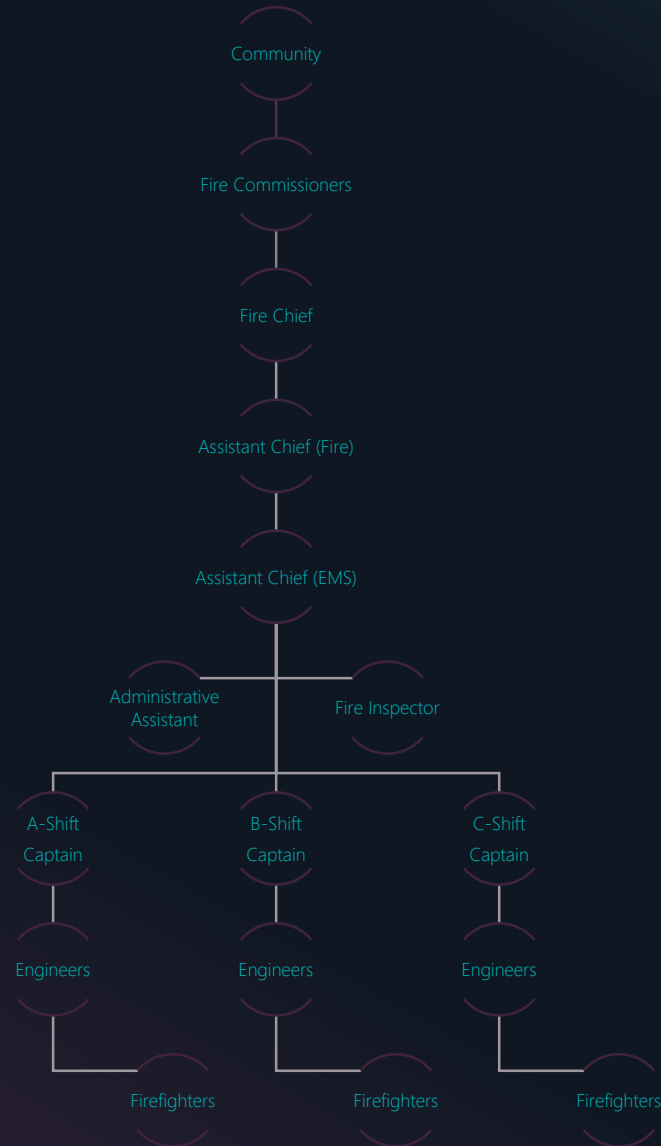 Community
Fire Commissioners
Fire Chief
Assistant Chief (Fire)
Assistant Chief (EMS)
Administrative
Assistant
Fire Inspector
A-Shift
Captain
B-Shift
Captain
C-Shift
Captain
Engineers
Engineers
Engineers
Firefighters
Firefighters
Firefighters